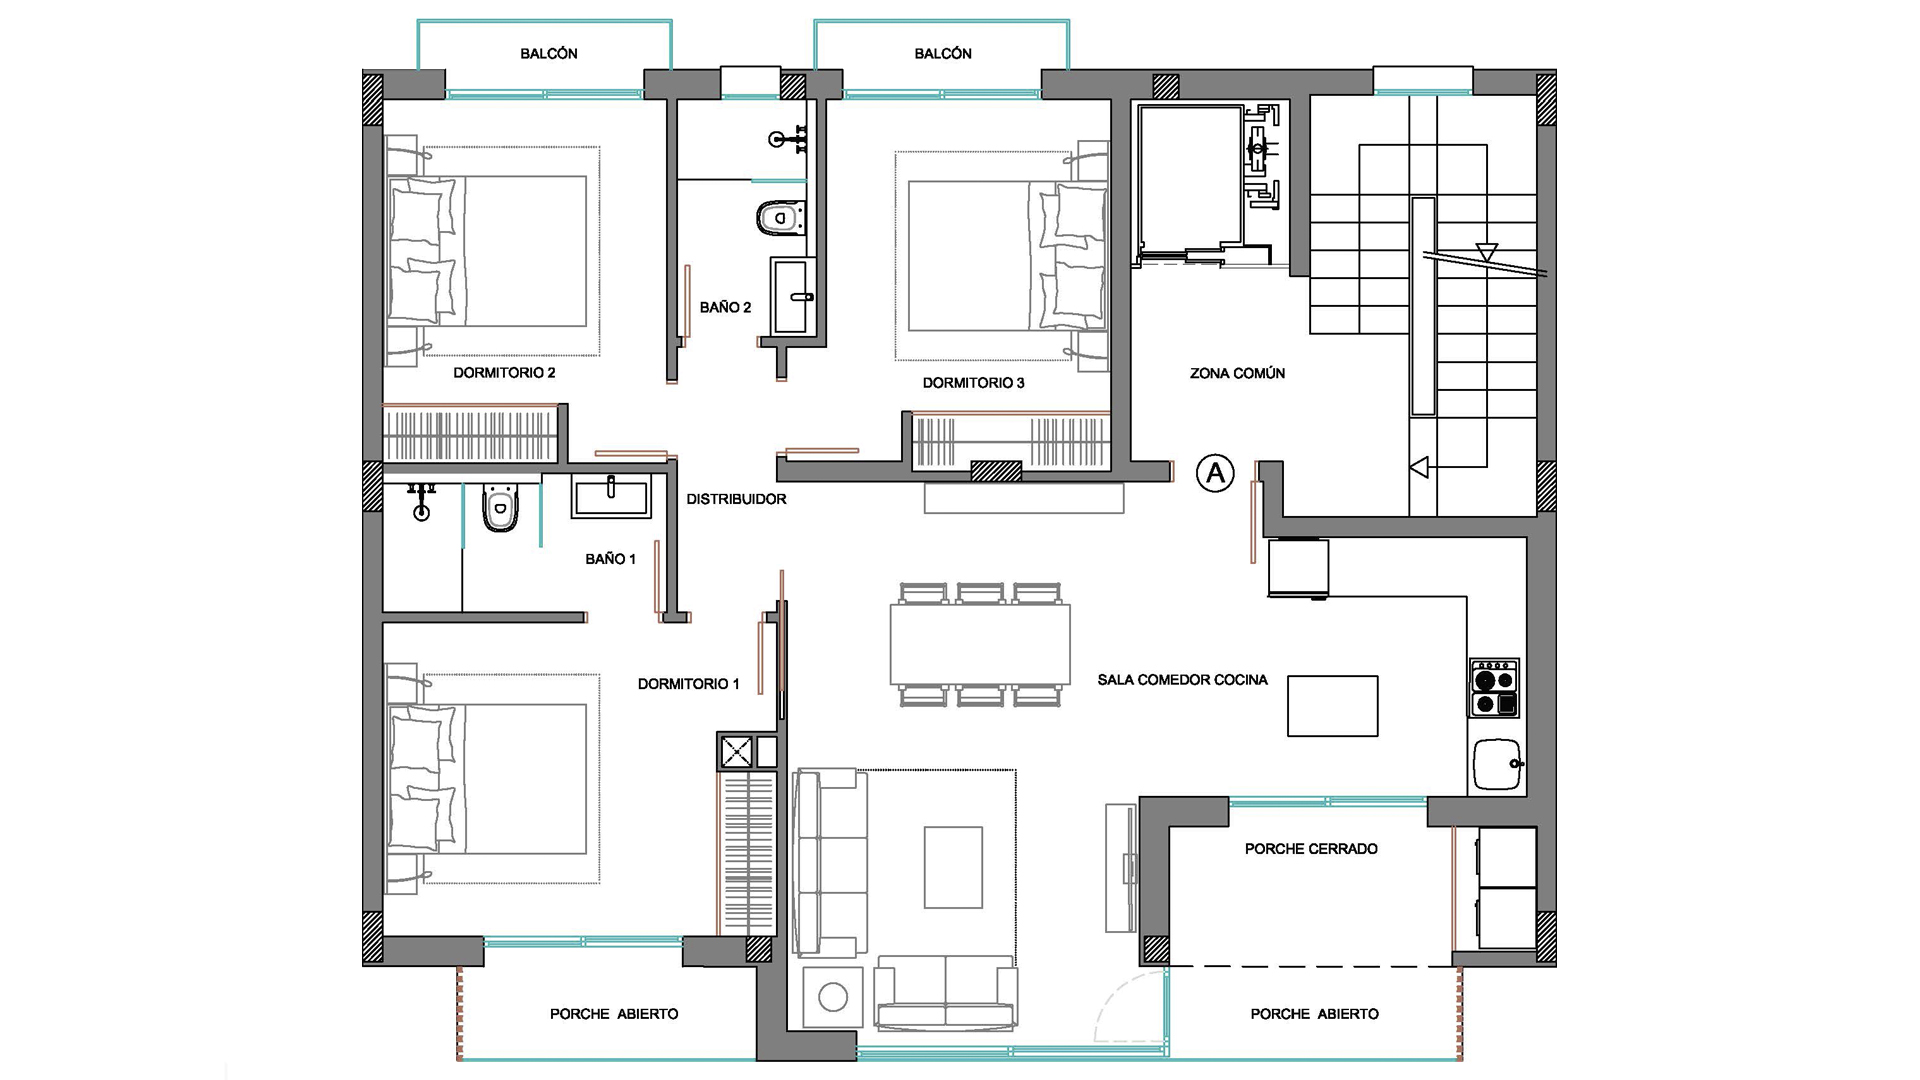 BALCÓN
BALCÓN
BAÑO 2
DORMITORIO 2
DORMITORIO 3
ZONA COMÚN
A
DISTRIBUIDOR
BAÑO 1
DORMITORIO 1
SALA COMEDOR COCINA
PORCHE CERRADO
PORCHE ABIERTO
PORCHE ABIERTO